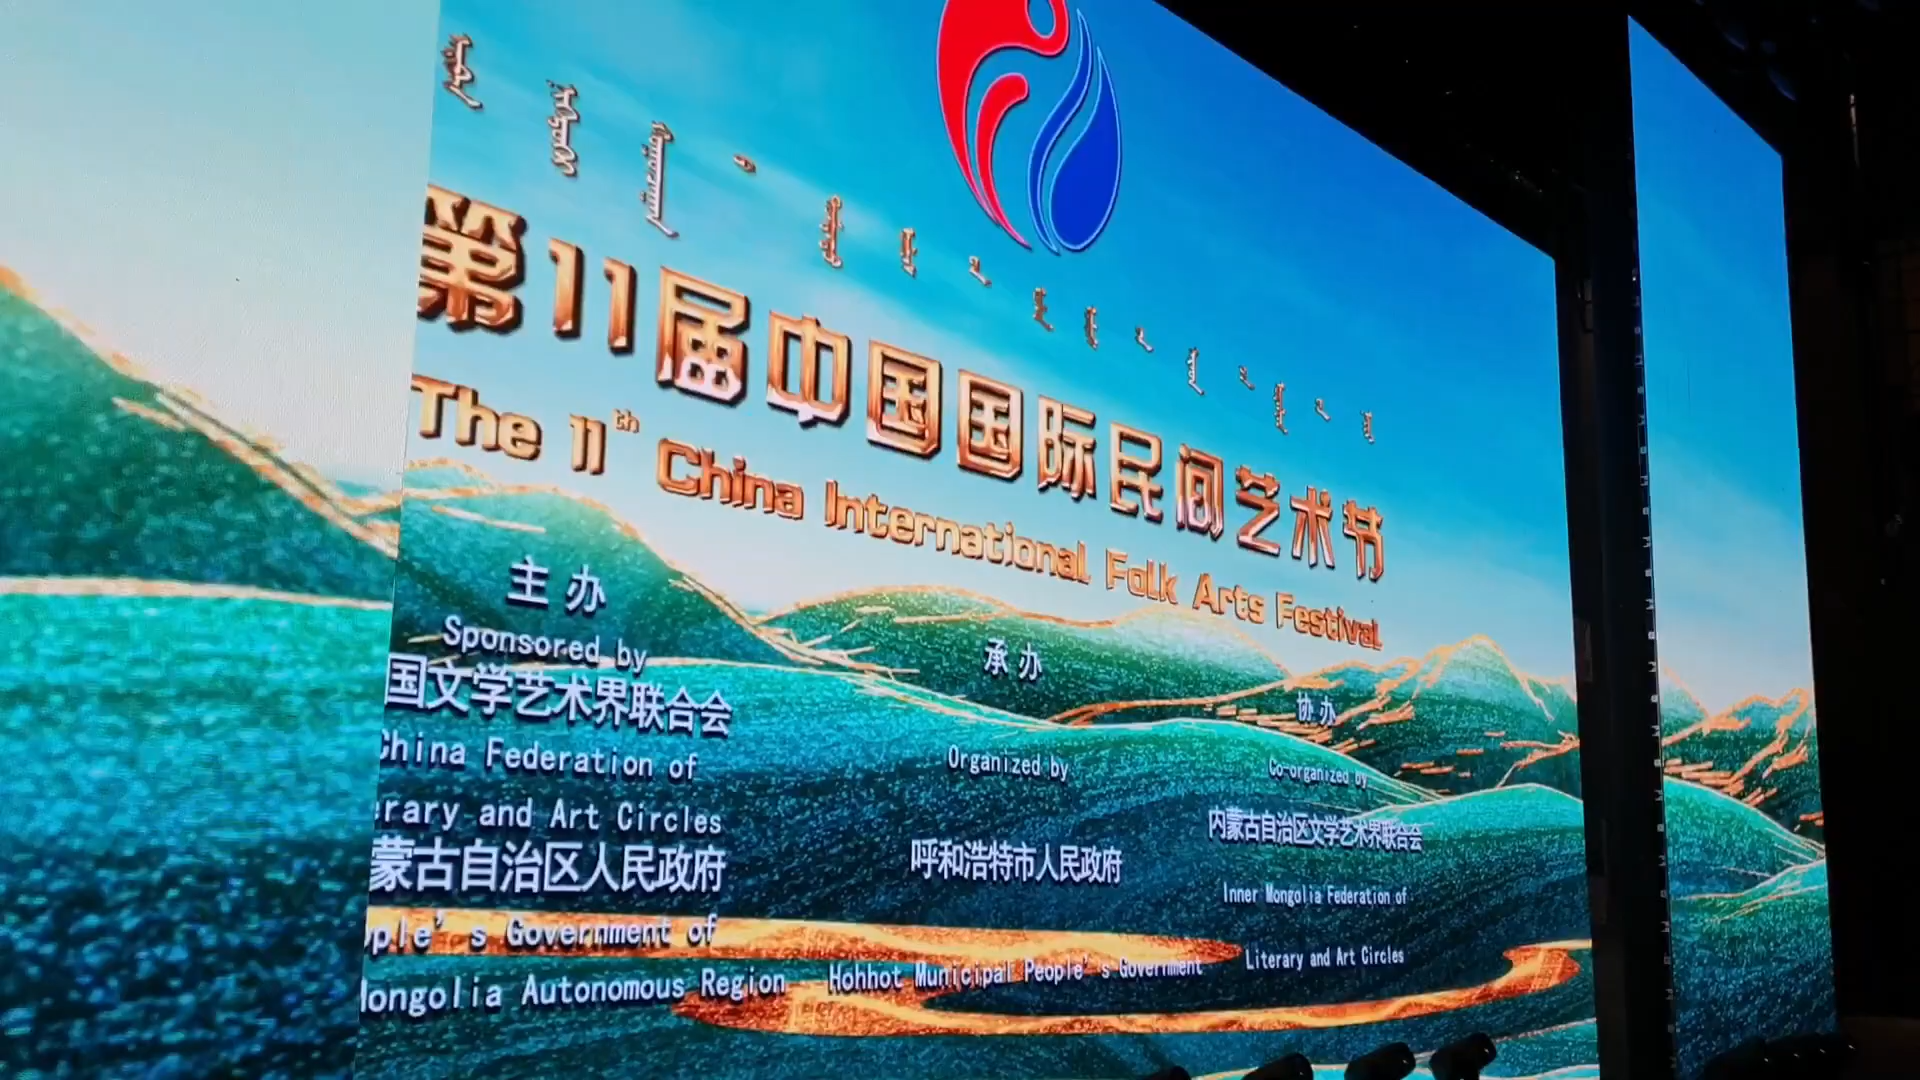 第11届中国国际民间艺术节
The 11th China International Folk Arts Festival
主办
Sponsored by
国文学艺术界联合会
China Federation of
erary and Art Circles
蒙古自治区人民政府
ople's Government of
Mongolia Autonomous Region
承办
Organized by
呼和浩特市人民政府
Hohhot Municipal People's Government
协办
Co-organized by
内蒙古自治区文学艺术界联合会
Inner Mongolia Federation of
Literary and Art Circles